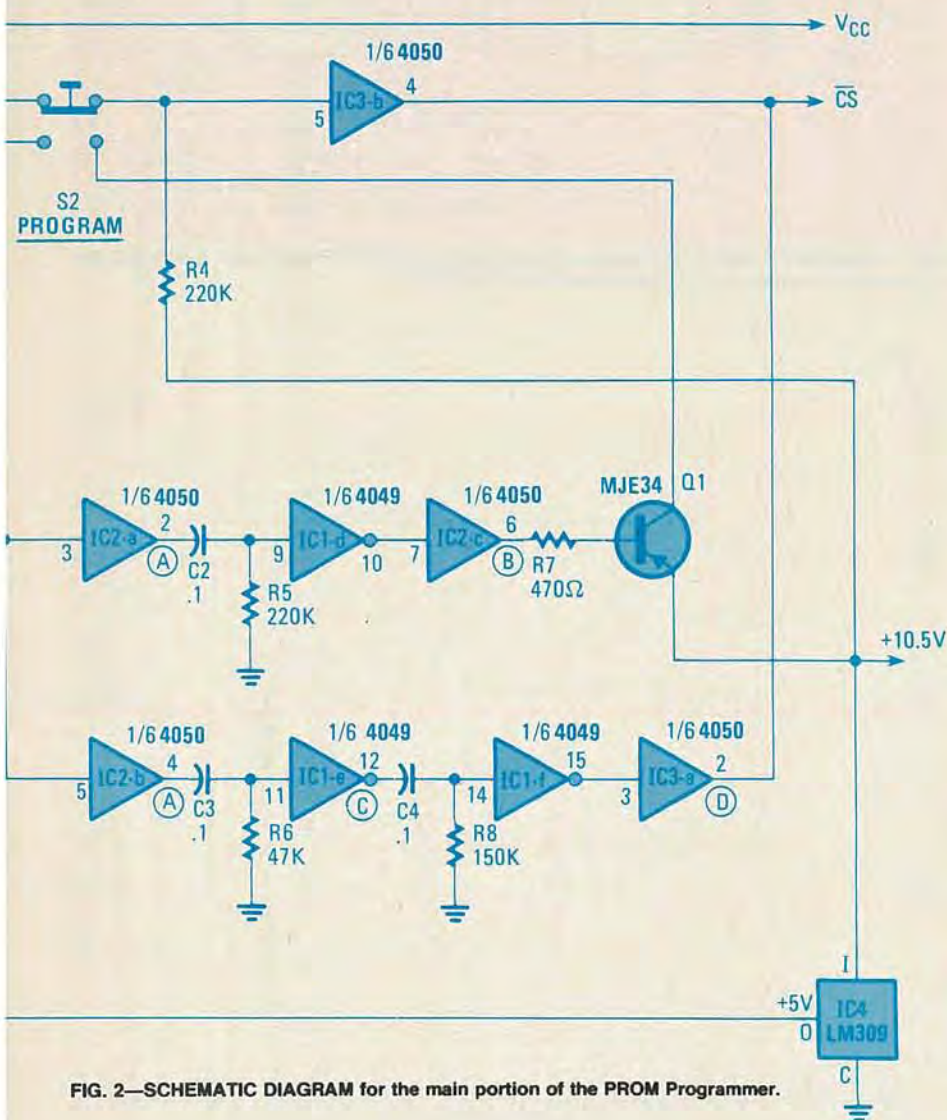 VCC
1/6 4050
IC3-b
5
4
CS
S2
PROGRAM
R4
220K
1/6 4050
IC2-a
3
2
A
C2
.1
R5
220K
1/6 4049
IC1-d
9
10
1/6 4050
IC2-c
7
6
B
R7
470Ω
MJE34 Q1
+10.5V
1/6 4050
IC2-b
5
4
A
C3
.1
R6
47K
1/6 4049
IC1-e
11
12
C
C4
.1
R8
150K
1/6 4049
IC1-f
14
15
1/6 4050
IC3-a
3
2
D
I
+5V
O
IC4
LM309
C
FIG. 2—SCHEMATIC DIAGRAM for the main portion of the PROM Programmer.